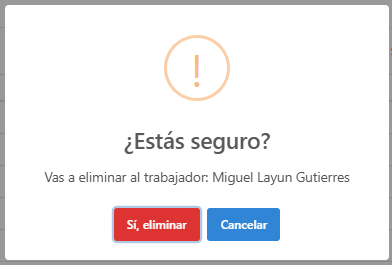 ¿Estás seguro?
Vas a eliminar al trabajador: Miguel Layun Gutierres
Sí, eliminar
Cancelar